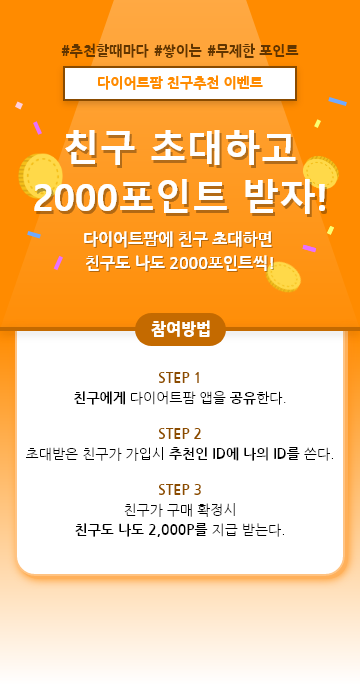 #추천할때마다 #쌓이는 #무제한 포인트
다이어트팜 친구추천 이벤트
친구 초대하고
2000포인트 받자!
다이어트팜에 친구 초대하면
친구도 나도 2000포인트씩!
참여방법
STEP 1
친구에게 다이어트팜 앱을 공유한다.
STEP 2
초대받은 친구가 가입시 추천인 ID에 나의 ID를 쓴다.
STEP 3
친구가 구매 확정시
친구도 나도 2,000P를 지급 받는다.